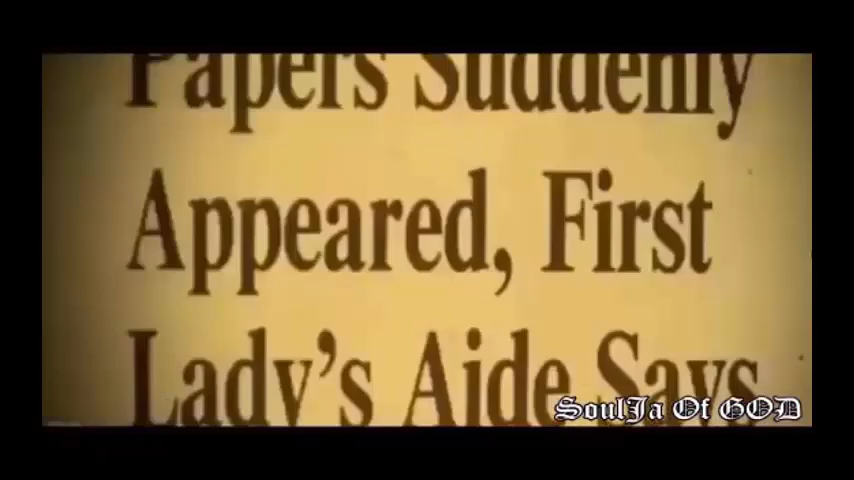 Papers Suddenly
Appeared, First
Lady's Aide Says
SoulJa Of GOD